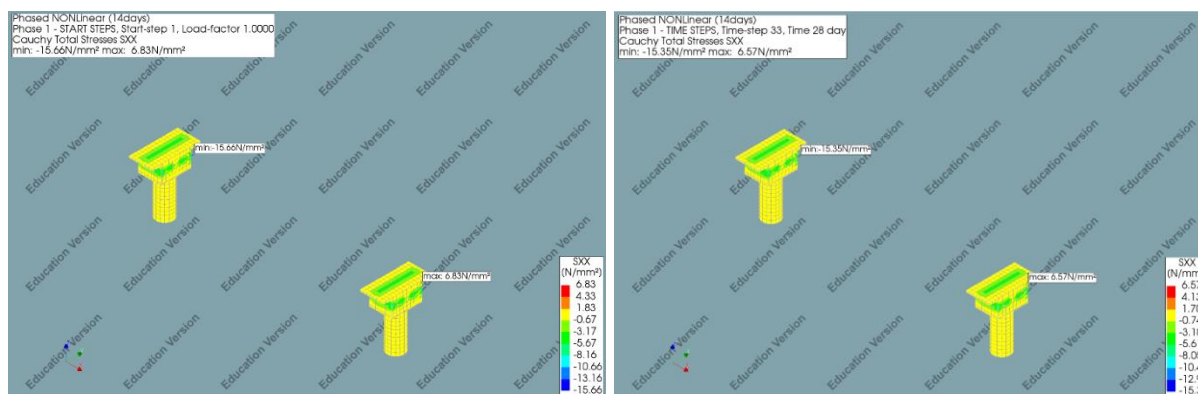 Phased NONLinear (14days)
Phase 1 - START STEPS, Start-step 1, Load-factor 1.0000
Cauchy Total Stresses SXX
min: -15.66N/mm² max: 6.83N/mm²
min:-15.66N/mm²
max: 6.83N/mm²
SXX
(N/mm²)
6.83
4.33
1.83
-0.67
-3.17
-5.67
-8.16
-10.66
-13.16
-15.66
Education Version
Phased NONLinear (14days)
Phase 1 - TIME STEPS, Time-step 33, Time 28 day
Cauchy Total Stresses SXX
min: -15.35N/mm² max: 6.57N/mm²
min:-15.35N/mm²
max: 6.57N/mm²
SXX
6.57
Education Version